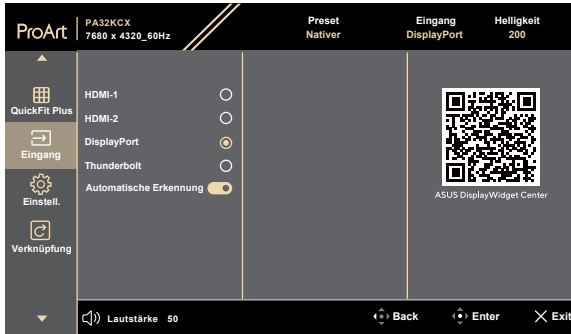 ProArt
PA32KCX
7680 x 4320_60Hz
Preset
Nativer
Eingang
DisplayPort
Helligkeit
200
QuickFit Plus
Eingang
Einstell.
Verknüpfung
HDMI-1
HDMI-2
DisplayPort
Thunderbolt
Automatische Erkennung
ASUS DisplayWidget Center
Lautstärke 50
Back
Enter
Exit